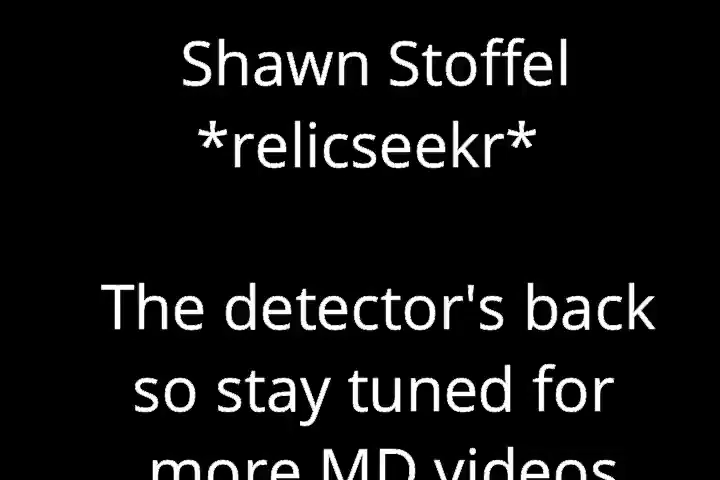 Shawn Stoffel
*relicseekr*
The detector's back
so stay tuned for
more MD videos